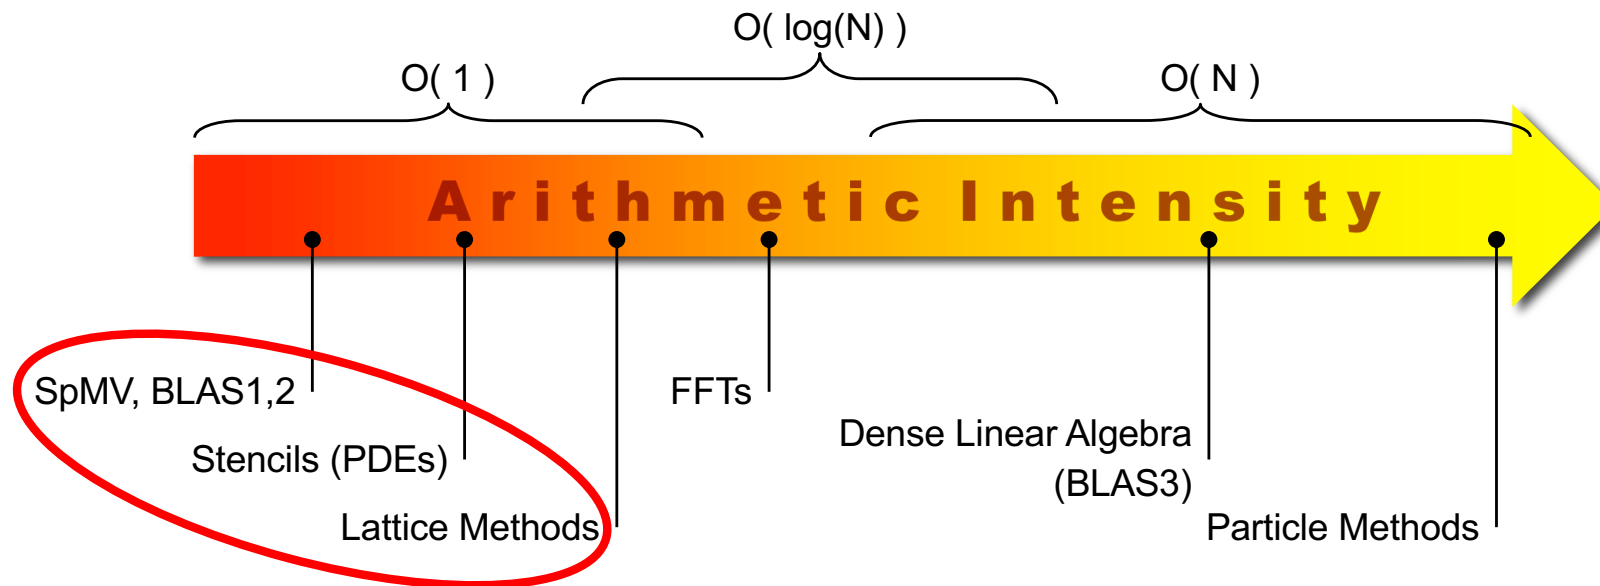 O( log(N) )
O( 1 )
O( N )
Arithmetic Intensity
SpMV, BLAS1,2
FFTs
Dense Linear Algebra
(BLAS3)
Stencils (PDEs)
Lattice Methods
Particle Methods